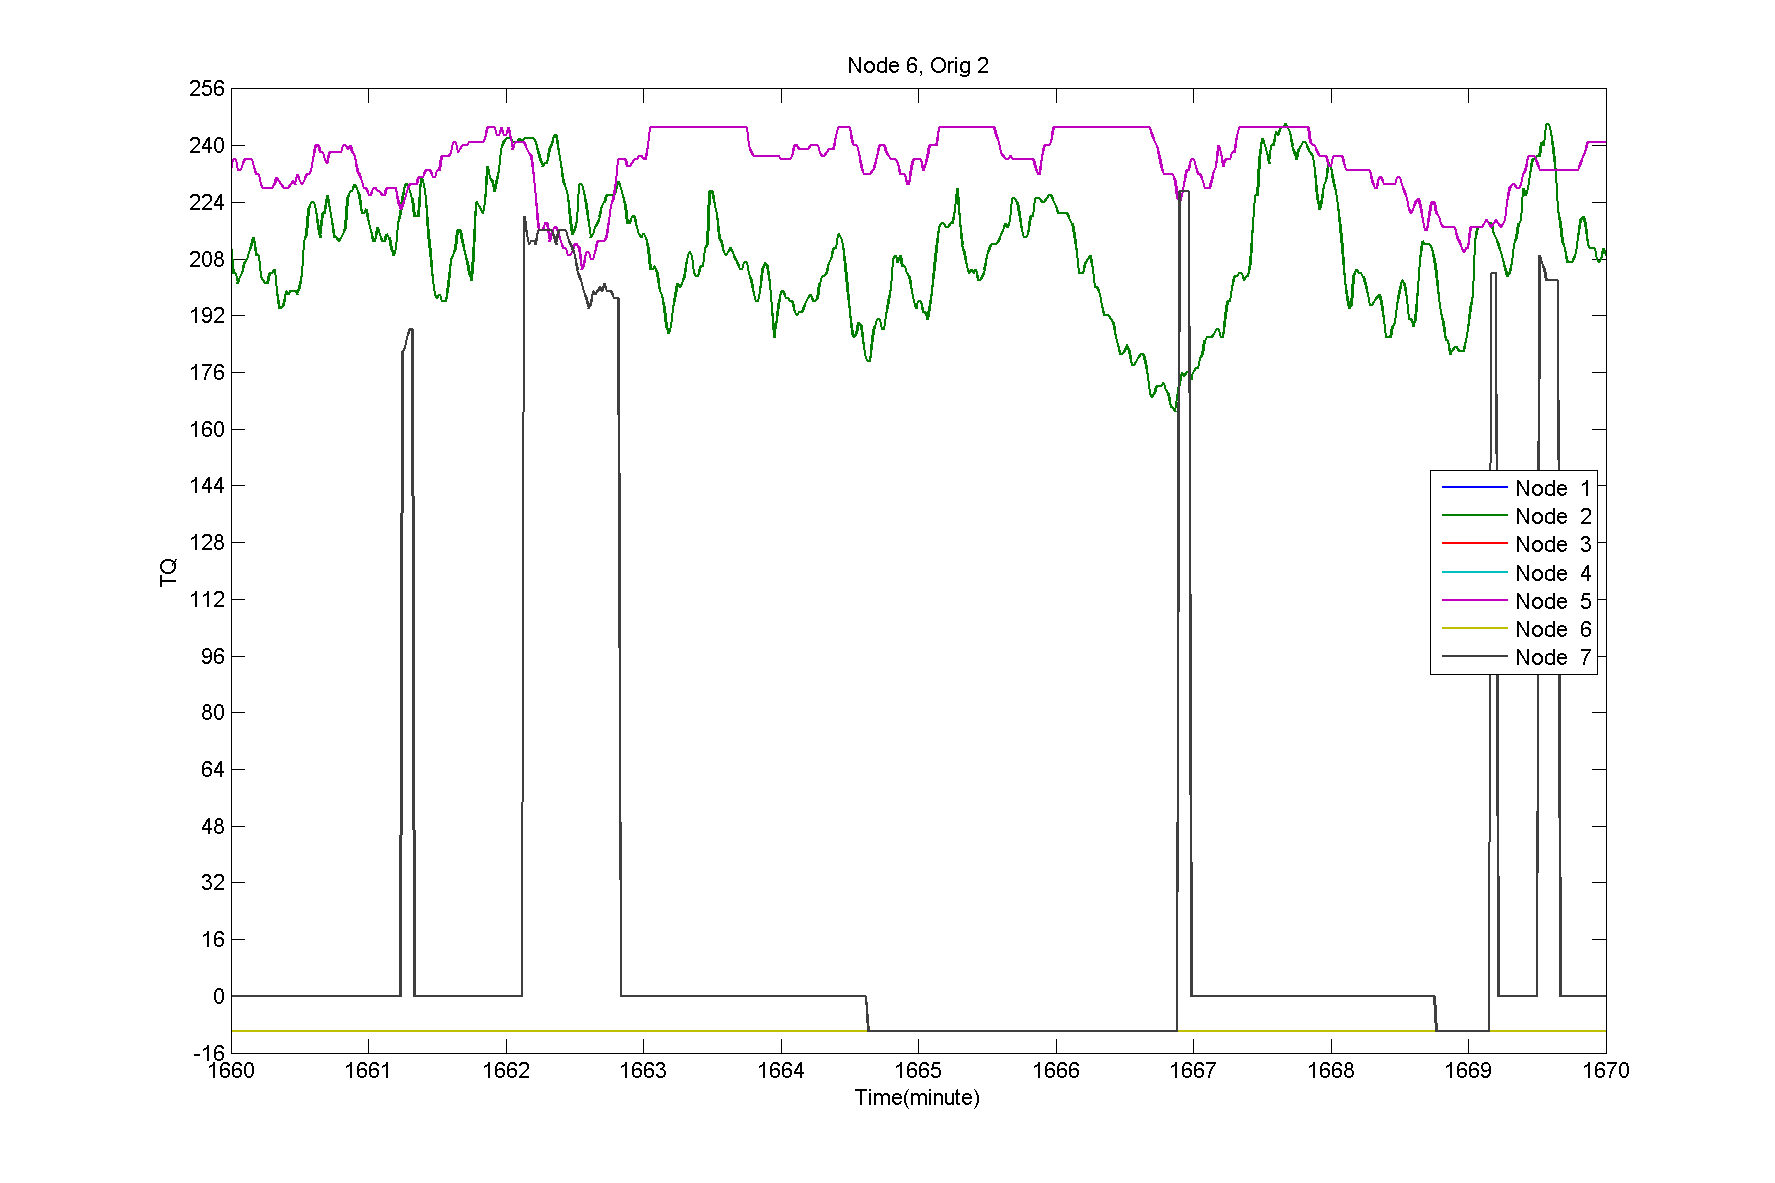 Node 6, Orig 2
256
240
224
208
192
176
160
144
128
112
96
80
64
48
32
16
0
-16
TQ
Node 1
Node 2
Node 3
Node 4
Node 5
Node 6
Node 7
1660 1661 1662 1663 1664 1665 1666 1667 1668 1669 1670
Time(minute)